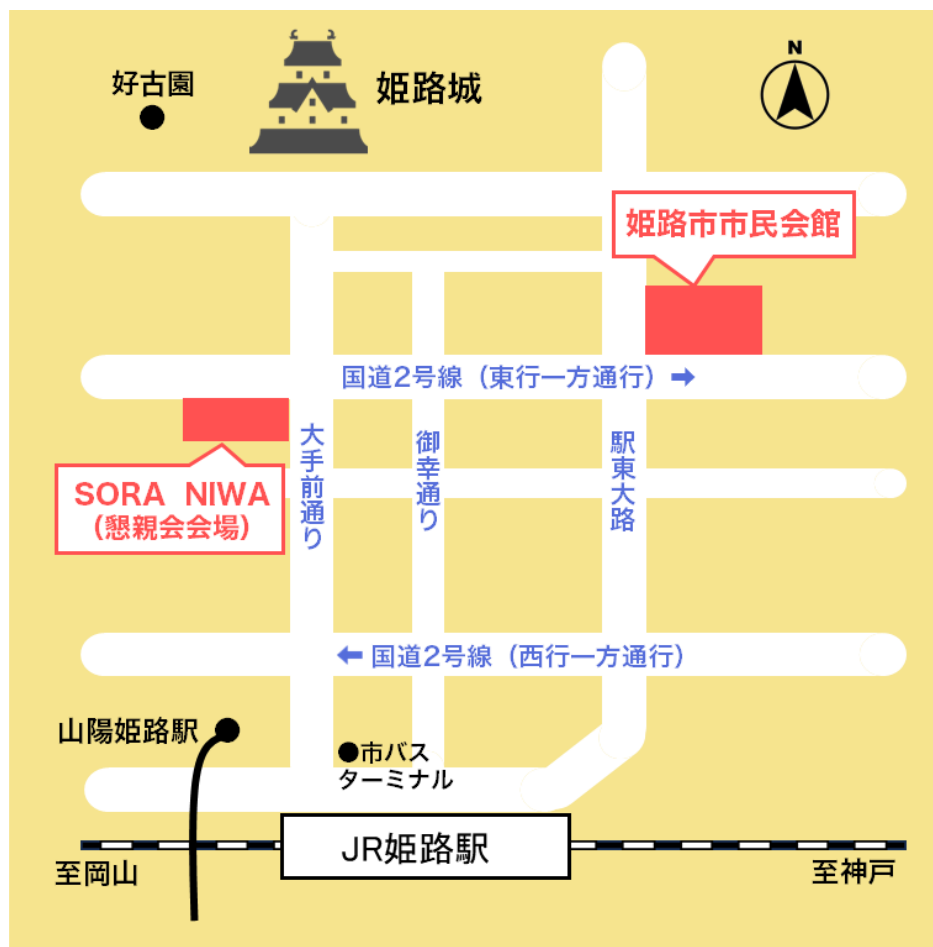 N
好古園
姫路城
姫路市市民会館
国道2号線（東行一方通行）➡
大手前通り
御幸通り
駅東大路
SORA NIWA
（懇親会会場）
⬅国道2号線（西行一方通行）
山陽姫路駅
●市バス
ターミナル
JR姫路駅
至岡山
至神戸